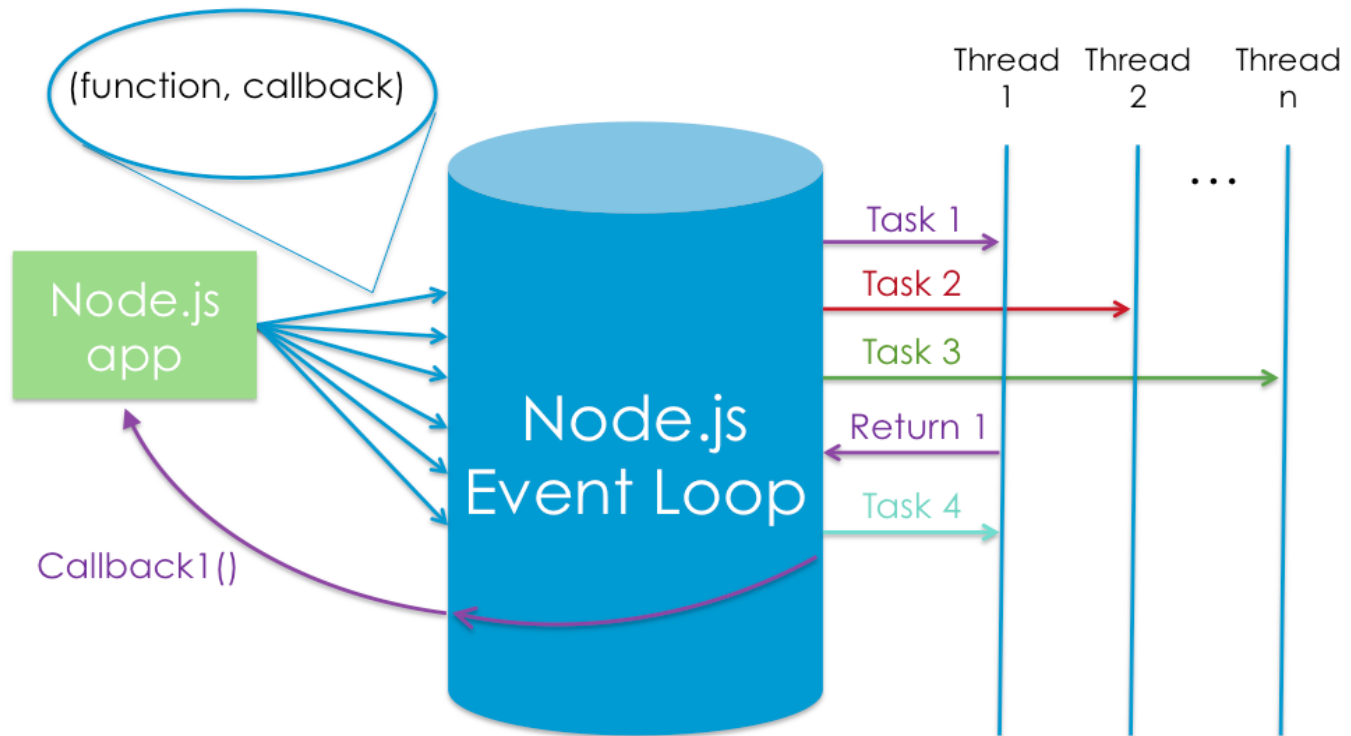 (function, callback)
Thread
1
Thread
2
Thread
n
...
Node.js
app
Node.js
Event Loop
Task 1
Task 2
Task 3
Return 1
Task 4
Callback1()